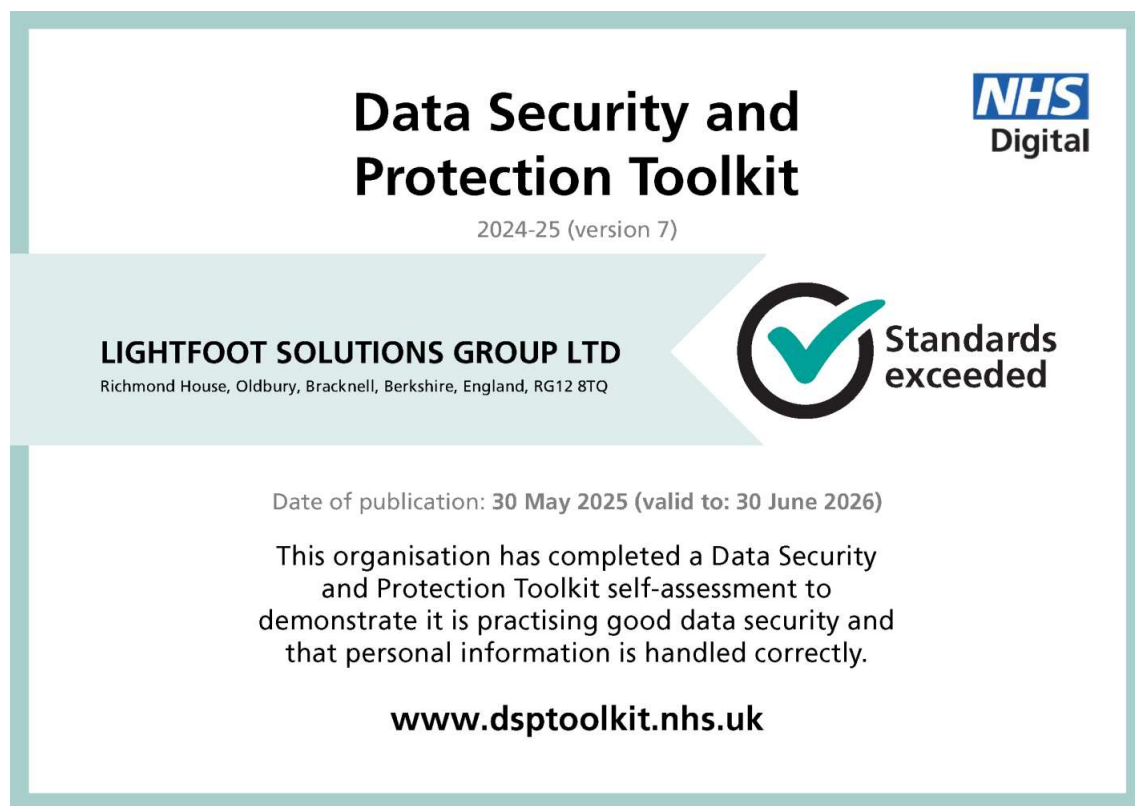 Data Security and
Protection Toolkit
NHS
Digital
2024-25 (version 7)
LIGHTFOOT SOLUTIONS GROUP LTD
Richmond House, Oldbury, Bracknell, Berkshire, England, RG12 8TQ
Standards
exceeded
Date of publication: 30 May 2025 (valid to: 30 June 2026)
This organisation has completed a Data Security
and Protection Toolkit self-assessment to
demonstrate it is practising good data security and
that personal information is handled correctly.
www.dsptoolkit.nhs.uk